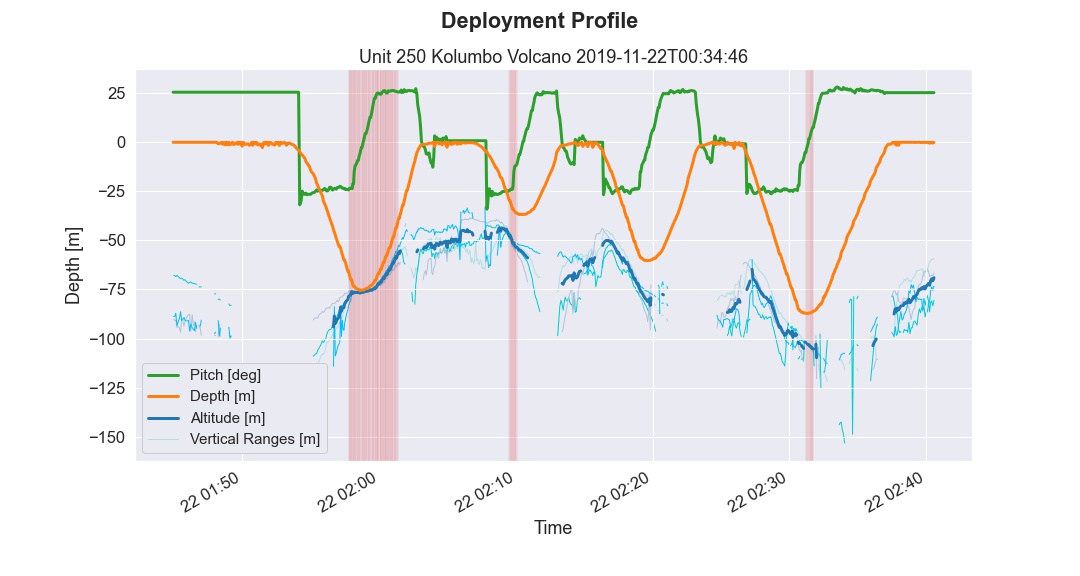 Deployment Profile
Unit 250 Kolumbo Volcano 2019-11-22T00:34:46
25
0
−25
−50
−75
−100
−125
−150
Depth [m]
Pitch [deg]
Depth [m]
Altitude [m]
Vertical Ranges [m]
22 01:50
22 02:00
22 02:10
22 02:20
22 02:30
22 02:40
Time